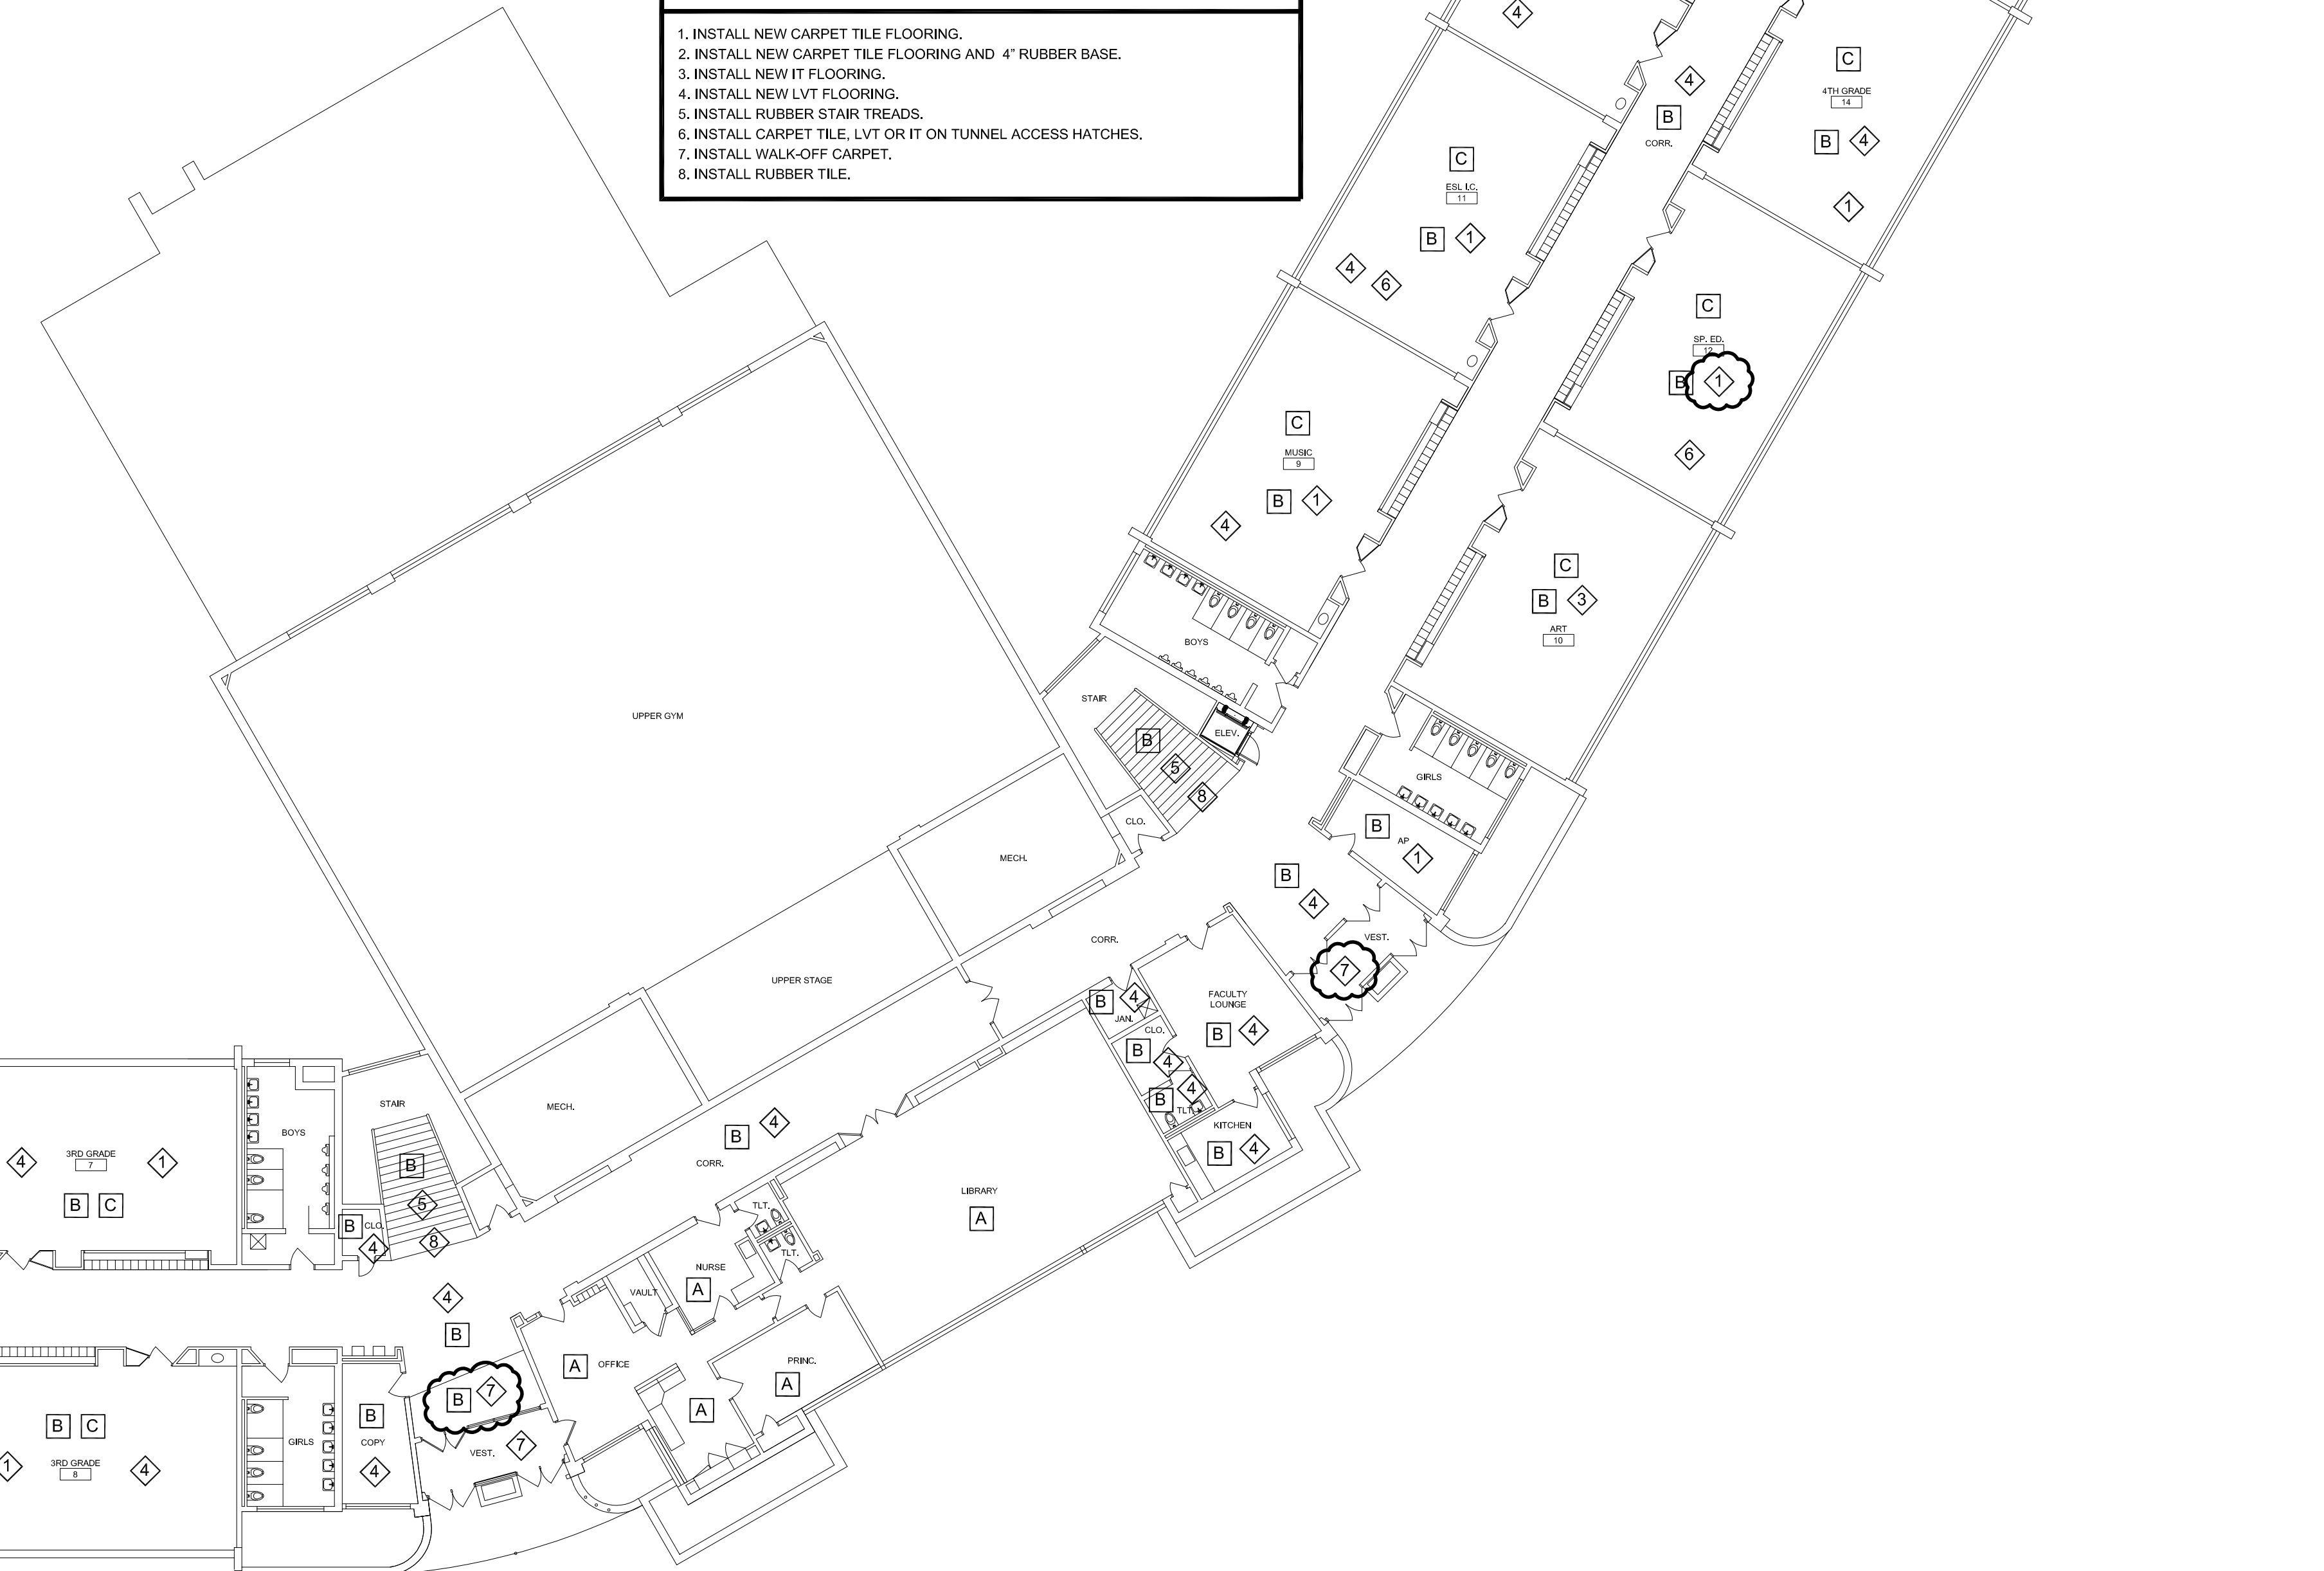 1. INSTALL NEW CARPET TILE FLOORING.
2. INSTALL NEW CARPET TILE FLOORING AND 4" RUBBER BASE.
3. INSTALL NEW IT FLOORING.
4. INSTALL NEW LVT FLOORING.
5. INSTALL RUBBER STAIR TREADS.
6. INSTALL CARPET TILE, LVT OR IT ON TUNNEL ACCESS HATCHES.
7. INSTALL WALK-OFF CARPET.
8. INSTALL RUBBER TILE.
4
4
B
CORR.
C
4TH GRADE
14
B 4
1
C
ESL I.C.
11
B 1
4 6
C
SP. ED.
12
B 1
6
C
MUSIC
9
B 1
4
C
B 3
ART
10
BOYS
STAIR
ELEV.
B
5
8
CLO.
UPPER GYM
MECH.
GIRLS
B
AP
1
B
4
VEST.
7
CORR.
UPPER STAGE
FACULTY
LOUNGE
B 4
B 4
JAN.
CLO.
B 4
B 4
TLT.
KITCHEN
B 4
MECH.
B 4
CORR.
LIBRARY
A
STAIR
BOYS
B
5
8
4
3RD GRADE
7
1
B C
B CLO.
4
4
B
TLT.
TLT.
NURSE
A
VAULT
A OFFICE
PRINC.
A
A
B 7
VEST. 7
B
COPY
4
GIRLS
B C
1
3RD GRADE
8
4